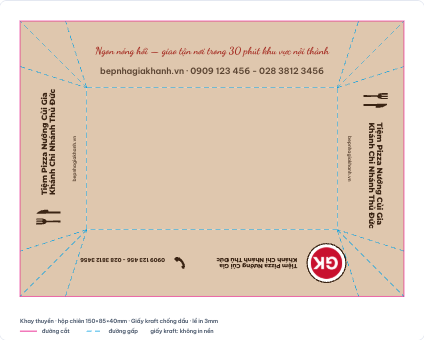 Ngon nóng hổi — giao tận nơi trong 30 phút khu vực nội thành
bepnhagiakhanh.vn · 0909 123 456 - 028 3812 3456
Tiệm Pizza Nướng Củi Gia
Khánh Chi Nhánh Thủ Đức
bepnhagiakhanh.vn
Tiệm Pizza Nướng Củi Gia
Khánh Chi Nhánh Thủ Đức
bepnhagiakhanh.vn
GK
Tiệm Pizza Nướng Củi Gia
Khánh Chi Nhánh Thủ Đức
0909 123 456 - 028 3812 3456
Khay thuyền · hộp chiên 150×85×40mm · Giấy kraft chống dầu · lề in 3mm
đường cắt
đường gấp
giấy kraft: không in nền